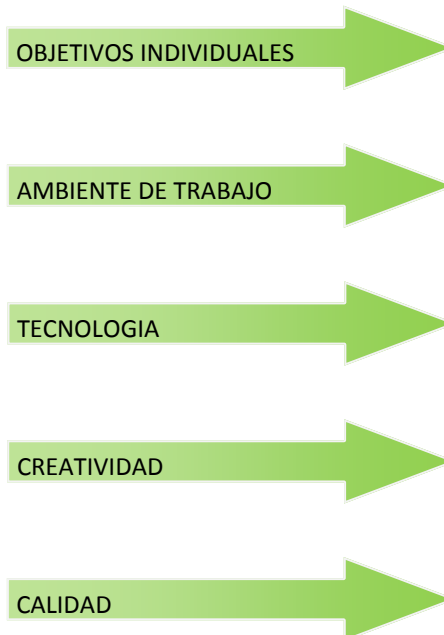 OBJETIVOS INDIVIDUALES
AMBIENTE DE TRABAJO
TECNOLOGIA
CREATIVIDAD
CALIDAD